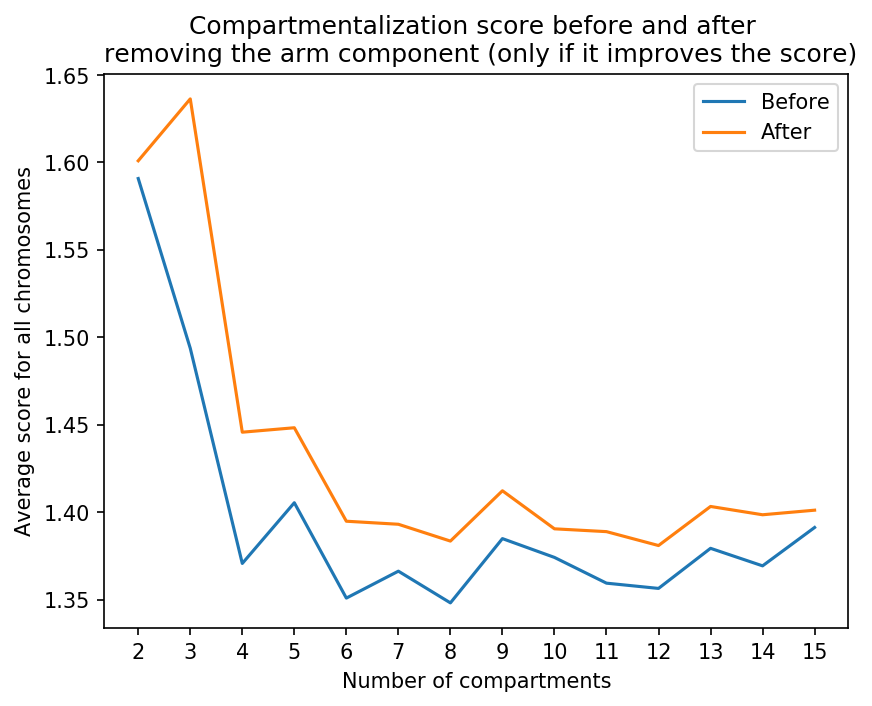 Compartmentalization score before and after
removing the arm component (only if it improves the score)
Before
After
Average score for all chromosomes
1.65
1.60
1.55
1.50
1.45
1.40
1.35
2 3 4 5 6 7 8 9 10 11 12 13 14 15
Number of compartments